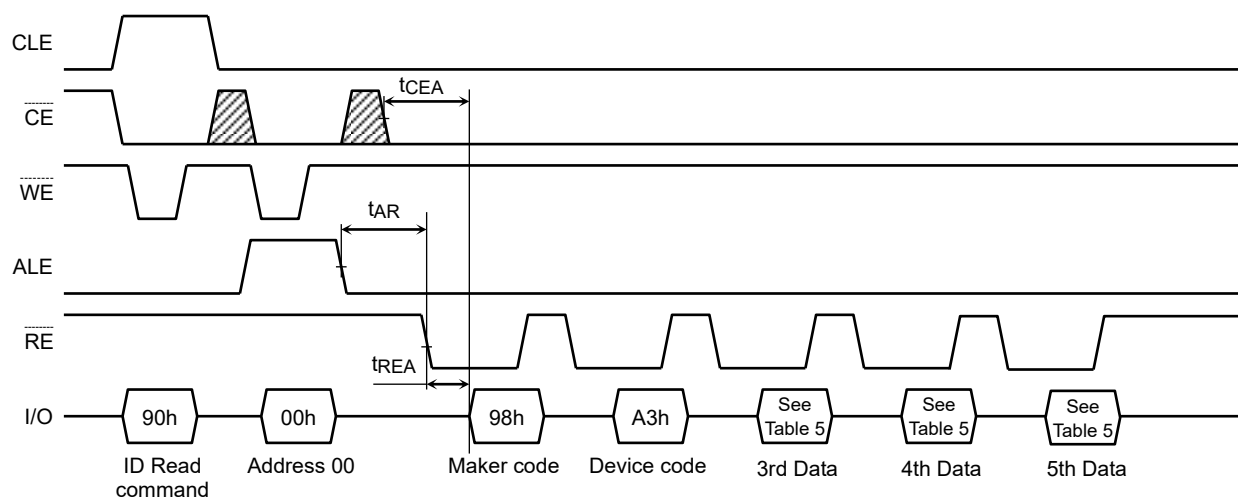 CLE
tCEA
CE
WE
tAR
ALE
RE
tREA
I/O
90h
00h
98h
A3h
See
Table 5
See
Table 5
See
Table 5
ID Read
command
Address 00
Maker code
Device code
3rd Data
4th Data
5th Data